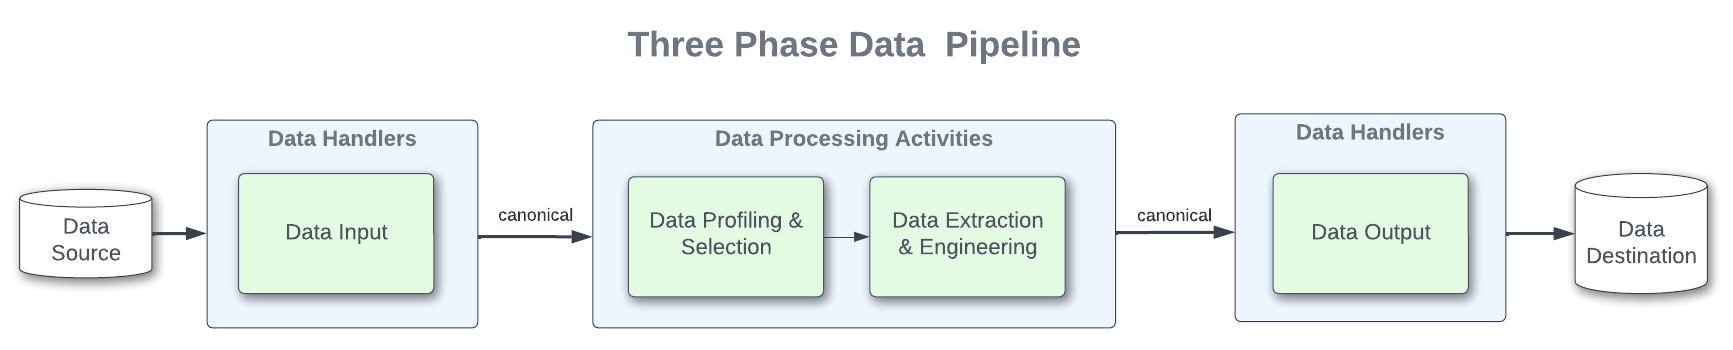 Three Phase Data  Pipeline
Data Handlers
Data Processing Activities
Data Handlers
Data
Source
Data Input
canonical
Data Profiling &
Selection
Data Extraction
& Engineering
canonical
Data Output
Data
Destination